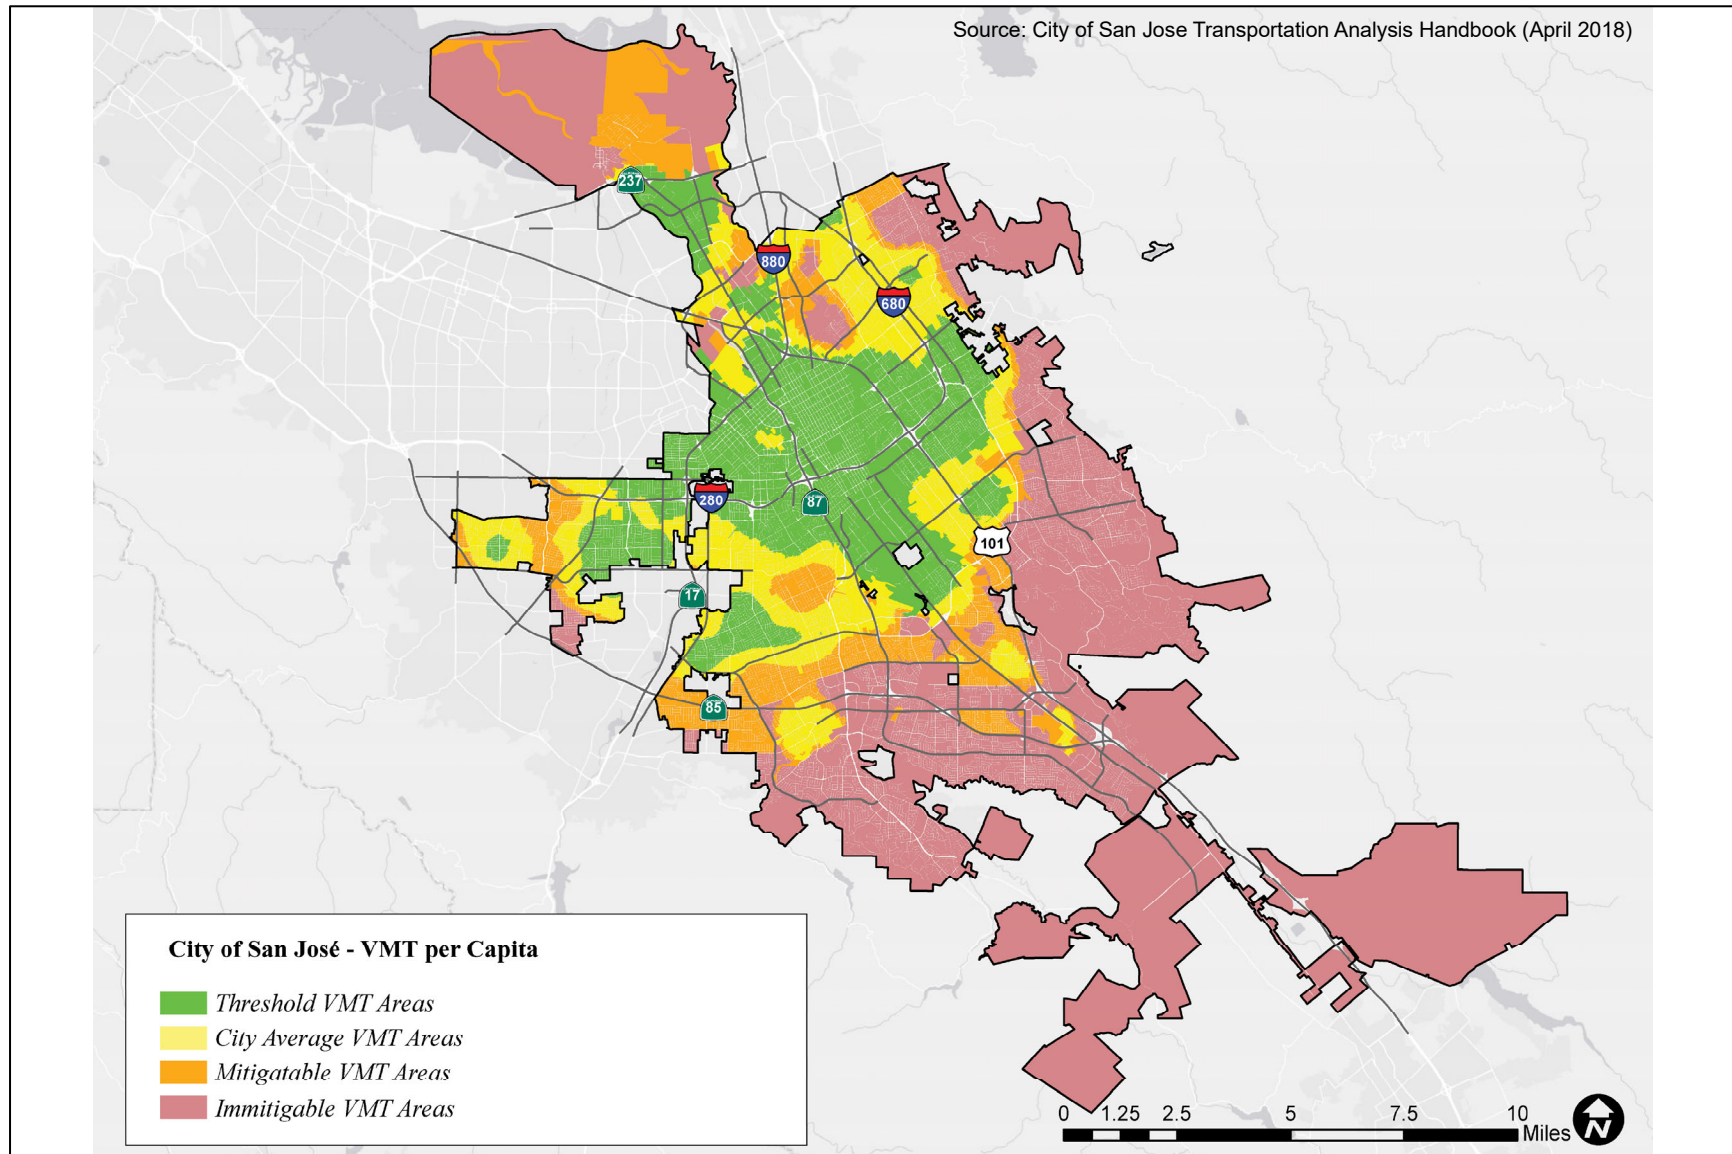 Source: City of San Jose Transportation Analysis Handbook (April 2018)
237
880
680
280
87
101
17
85
City of San José - VMT per Capita
Threshold VMT Areas
City Average VMT Areas
Mitigatable VMT Areas
Immitigable VMT Areas
0 1.25 2.5 5 7.5 10
Miles
N